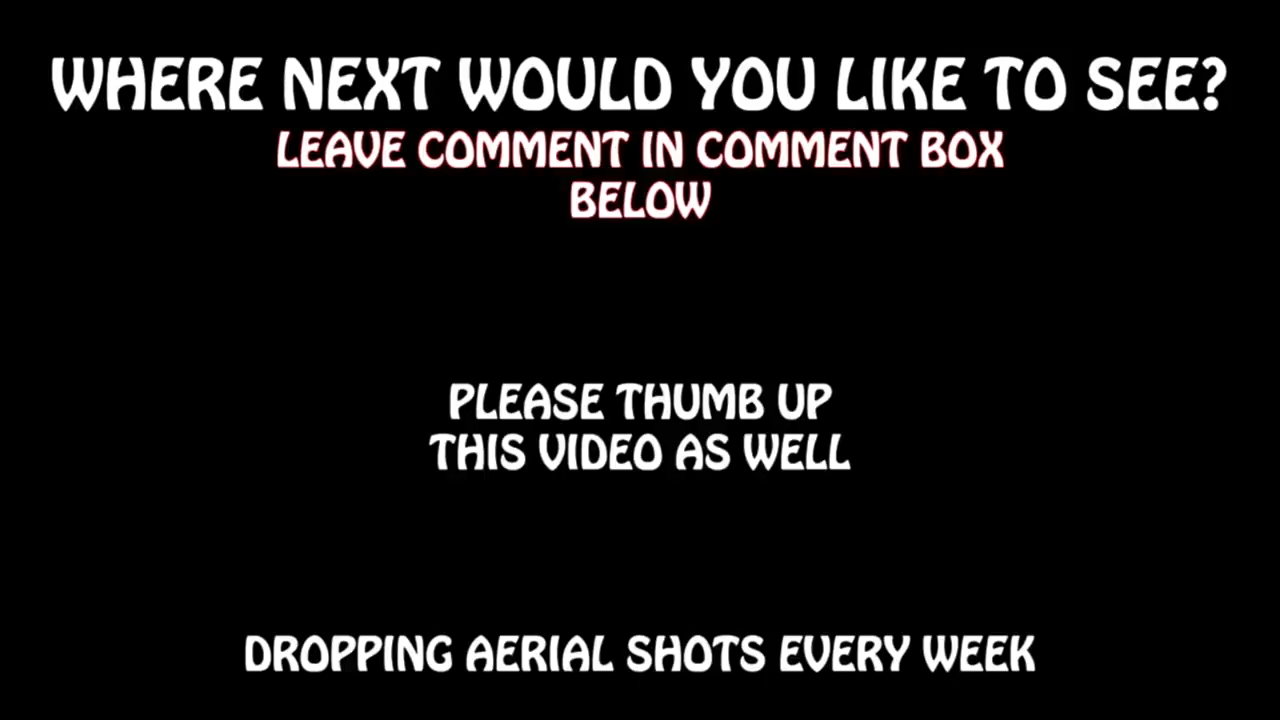 WHERE NEXT WOULD YOU LIKE TO SEE?
LEAVE COMMENT IN COMMENT BOX
BELOW
PLEASE THUMB UP
THIS VIDEO AS WELL
DROPPING AERIAL SHOTS EVERY WEEK